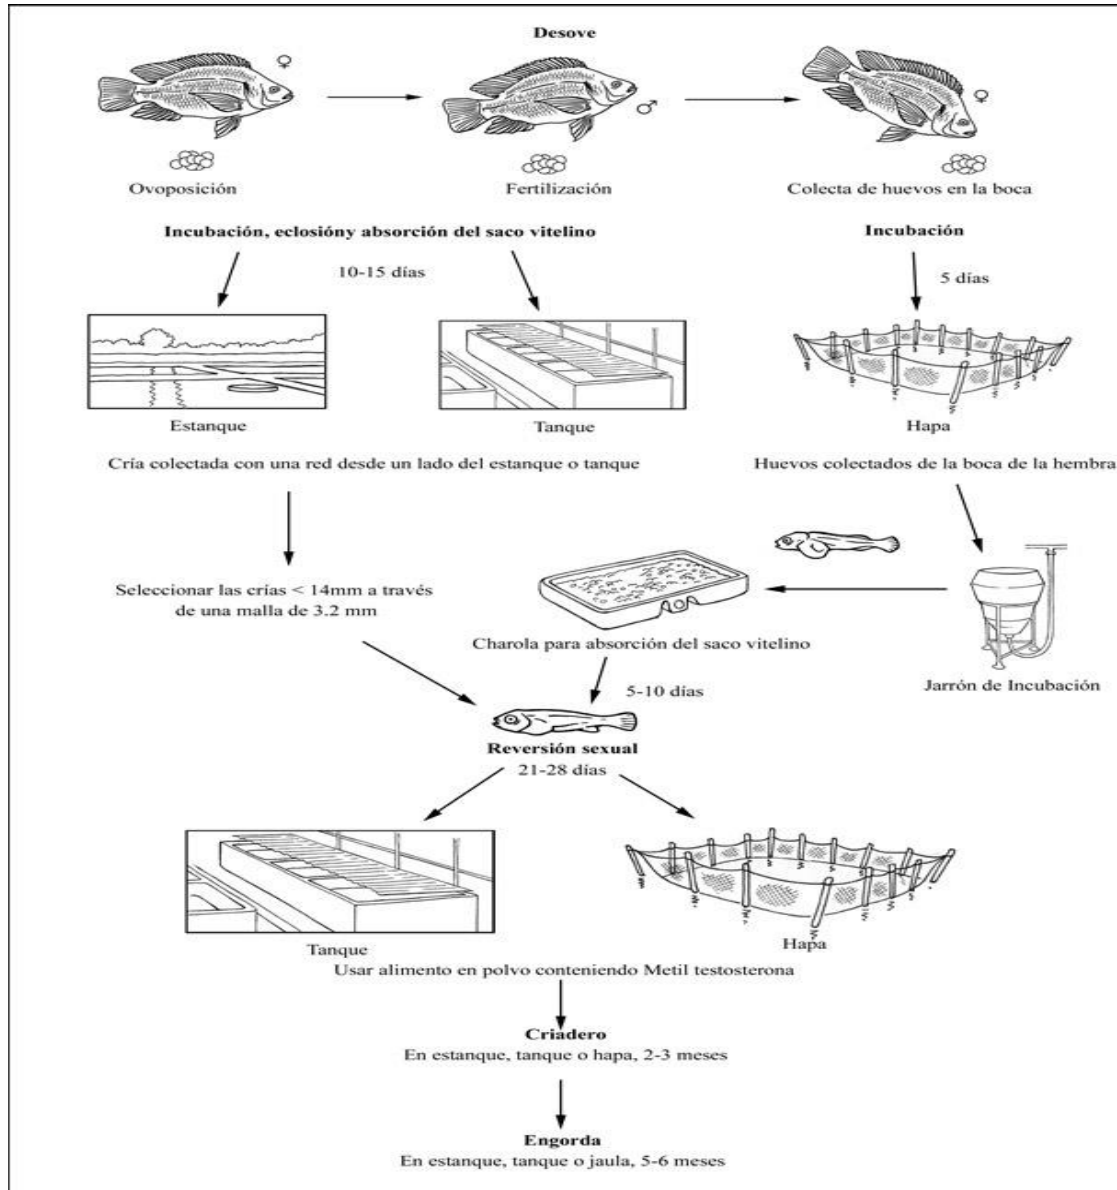 Desove
♀
♂
♀
Ovoposición
Fertilización
Colecta de huevos en la boca
Incubación, eclosióny absorción del saco vitelino
Incubación
10-15 días
5 días
Estanque
Tanque
Hapa
Cría colectada con una red desde un lado del estanque o tanque
Huevos colectados de la boca de la hembra
Seleccionar las crías < 14mm a través
de una malla de 3.2 mm
Charola para absorción del saco vitelino
Jarrón de Incubación
5-10 días
Reversión sexual
21-28 días
Tanque
Hapa
Usar alimento en polvo conteniendo Metil testosterona
Criadero
En estanque, tanque o hapa, 2-3 meses
Engorda
En estanque, tanque o jaula, 5-6 meses